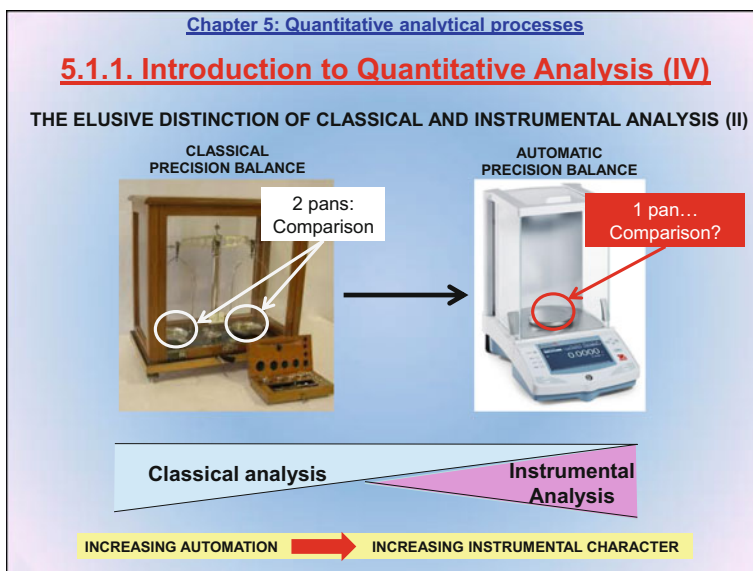 Chapter 5: Quantitative analytical processes
5.1.1. Introduction to Quantitative Analysis (IV)
THE ELUSIVE DISTINCTION OF CLASSICAL AND INSTRUMENTAL ANALYSIS (II)
CLASSICAL
PRECISION BALANCE
AUTOMATIC
PRECISION BALANCE
2 pans:
Comparison
1 pan…
Comparison?
0.0000
Classical analysis
Instrumental
Analysis
INCREASING AUTOMATION
INCREASING INSTRUMENTAL CHARACTER